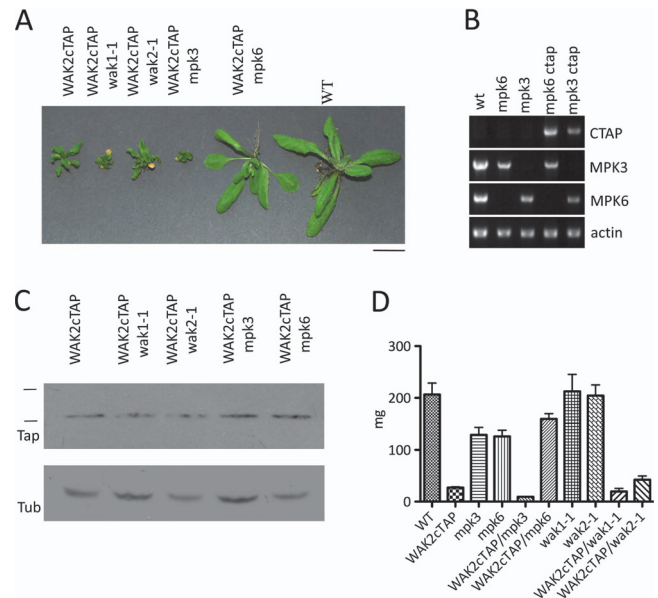 A
WAK2cTAP
WAK2cTAP
wak1-1
WAK2cTAP
wak2-1
WAK2cTAP
mpk3
WAK2cTAP
mpk6
WT
B
wt
mpk6
mpk3
mpk6 ctap
mpk3 ctap
CTAP
MPK3
MPK6
actin
C
WAK2cTAP
WAK2cTAP
wak1-1
WAK2cTAP
wak2-1
WAK2cTAP
mpk3
WAK2cTAP
mpk6
Tap
Tub
D
mg
300
200
100
0
WT
WAK2cTAP
mpk3
mpk6
WAK2cTAP/mpk3
WAK2cTAP/mpk6
wak1-1
wak2-1
WAK2cTAP/wak1-1
WAK2cTAP/wak2-1